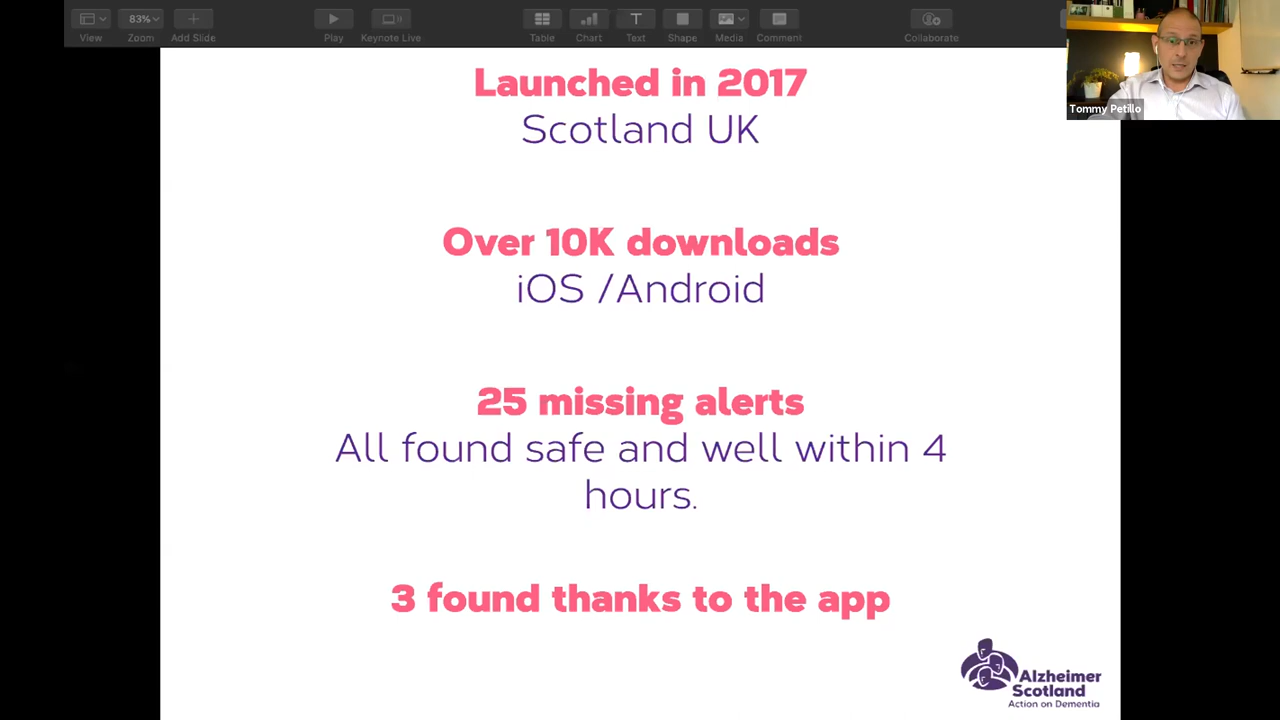 83%
View
Zoom
Add Slide
Play
Keynote Live
Table
Chart
Text
Shape
Media
Comment
Collaborate
Tommy Petillo
Launched in 2017
Scotland UK
Over 10K downloads
iOS /Android
25 missing alerts
All found safe and well within 4
hours.
3 found thanks to the app
Alzheimer
Scotland
Action on Dementia